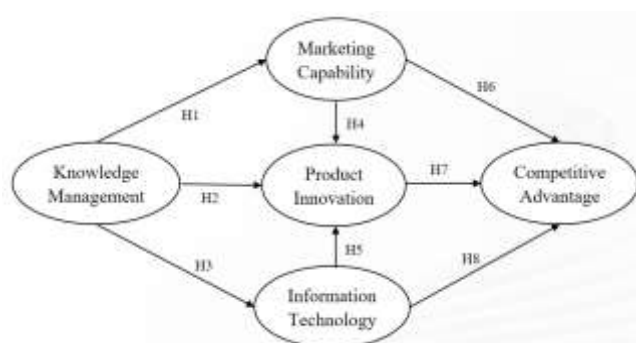 Marketing
Capability
H1
H6
H4
Knowledge
Management
H2
Product
Innovation
H7
Competitive
Advantage
H3
H5
H8
Information
Technology